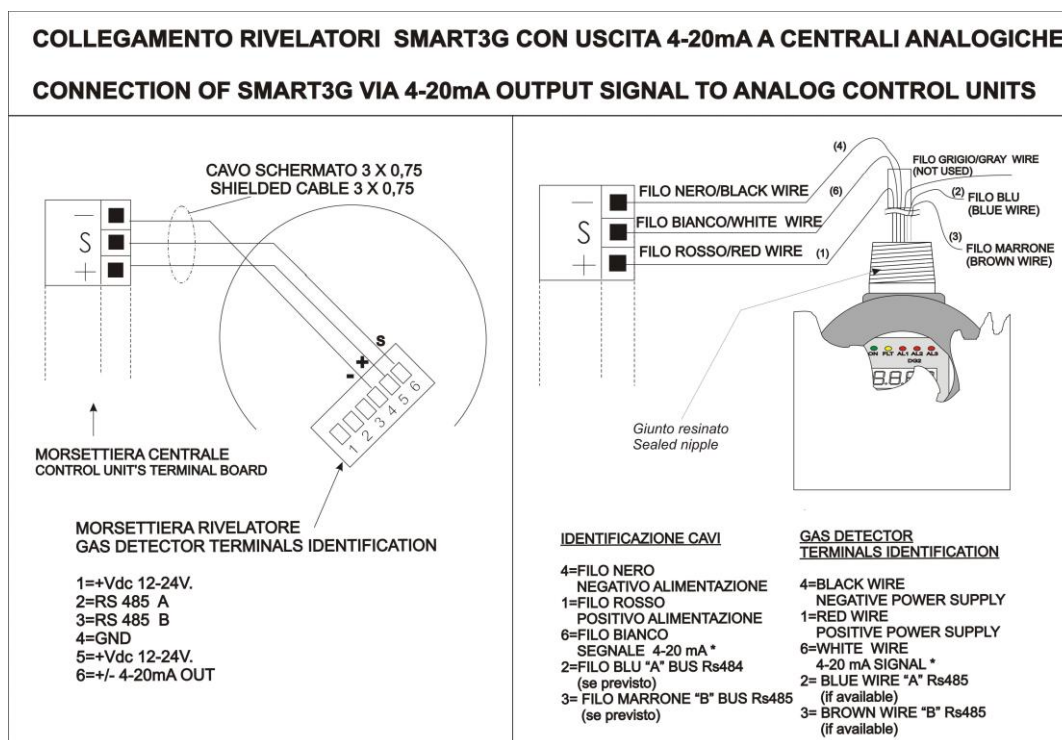 COLLEGAMENTO RIVELATORI SMART3G CON USCITA 4-20mA A CENTRALI ANALOGICHE
CONNECTION OF SMART3G VIA 4-20mA OUTPUT SIGNAL TO ANALOG CONTROL UNITS
CAVO SCHERMATO 3 X 0,75
SHIELDED CABLE 3 X 0,75
−
S
+
-
+
S
1 2 3 4 5 6
MORSETTIERA CENTRALE
CONTROL UNIT'S TERMINAL BOARD
MORSETTIERA RIVELATORE
GAS DETECTOR TERMINALS IDENTIFICATION
1=+Vdc 12-24V.
2=RS 485 A
3=RS 485 B
4=GND
5=+Vdc 12-24V.
6=+/- 4-20mA OUT
−
S
+
FILO NERO/BLACK WIRE
FILO BIANCO/WHITE WIRE
FILO ROSSO/RED WIRE
(4)
(6)
(1)
FILO GRIGIO/GRAY WIRE
(NOT USED)
(2)
FILO BLU
(BLUE WIRE)
(3)
FILO MARRONE
(BROWN WIRE)
ON FLT AL1 AL2 AL3
DG2
Giunto resinato
Sealed nipple
IDENTIFICAZIONE CAVI
4=FILO NERO
NEGATIVO ALIMENTAZIONE
1=FILO ROSSO
POSITIVO ALIMENTAZIONE
6=FILO BIANCO
SEGNALE 4-20 mA *
2=FILO BLU “A” BUS Rs484
(se previsto)
3= FILO MARRONE “B” BUS Rs485
(se previsto)
GAS DETECTOR
TERMINALS IDENTIFICATION
4=BLACK WIRE
NEGATIVE POWER SUPPLY
1=RED WIRE
POSITIVE POWER SUPPLY
6=WHITE WIRE
4-20 mA SIGNAL *
2= BLUE WIRE “A” Rs485
(if available)
3= BROWN WIRE “B” Rs485
(if available)